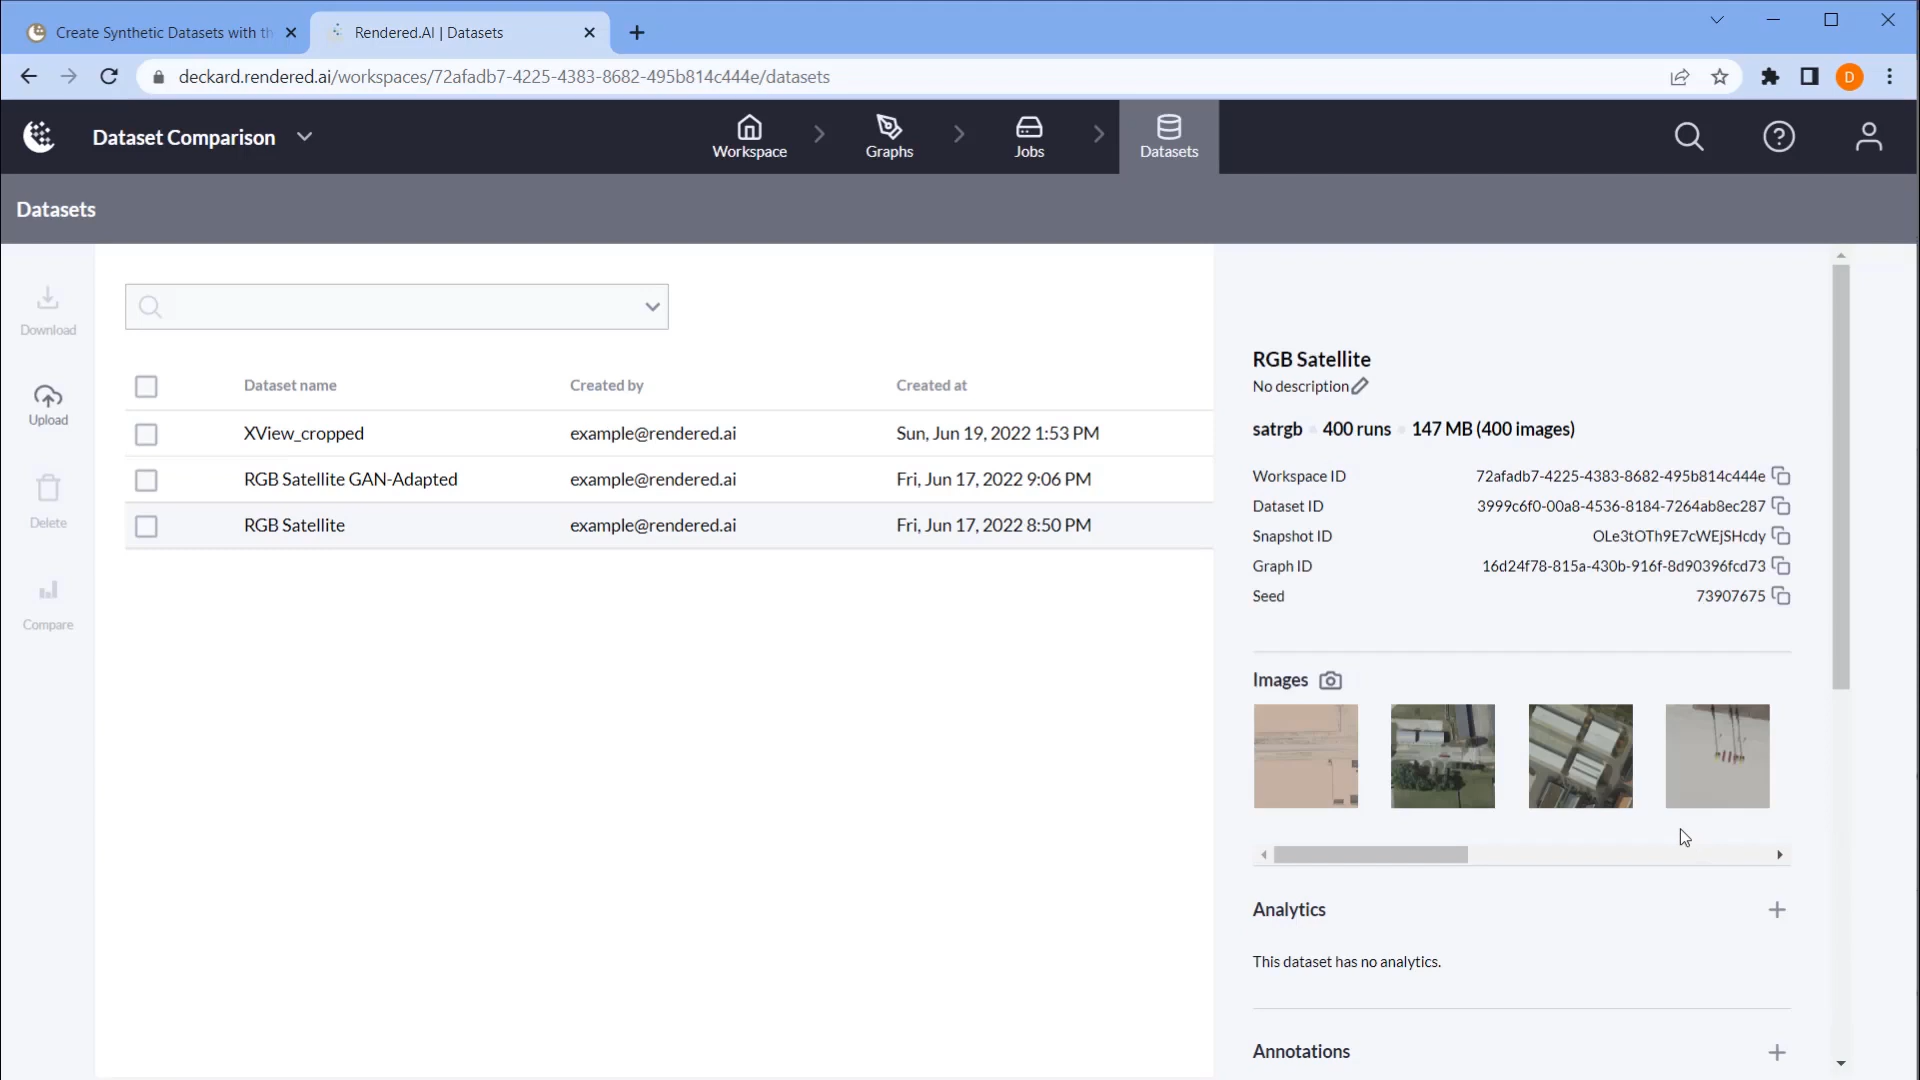 Create Synthetic Datasets with th
Rendered.AI | Datasets
D
deckard.rendered.ai/workspaces/72afadb7-4225-4383-8682-495b814c444e/datasets
Dataset Comparison
Workspace
Graphs
Jobs
Datasets
Datasets
Download
Upload
Delete
Compare
Dataset name Created by Created at
XView_cropped example@rendered.ai Sun, Jun 19, 2022 1:53 PM
RGB Satellite GAN-Adapted example@rendered.ai Fri, Jun 17, 2022 9:06 PM
RGB Satellite example@rendered.ai Fri, Jun 17, 2022 8:50 PM
RGB Satellite
No description
satrgb 400 runs 147 MB (400 images)
Workspace ID 72afadb7-4225-4383-8682-495b814c444e
Dataset ID 3999c6f0-00a8-4536-8184-7264ab8ec287
Snapshot ID OLe3tOTh9E7cWEjSHcdy
Graph ID 16d24f78-815a-430b-916f-8d90396fcd73
Seed 73907675
Images
Analytics
This dataset has no analytics.
Annotations